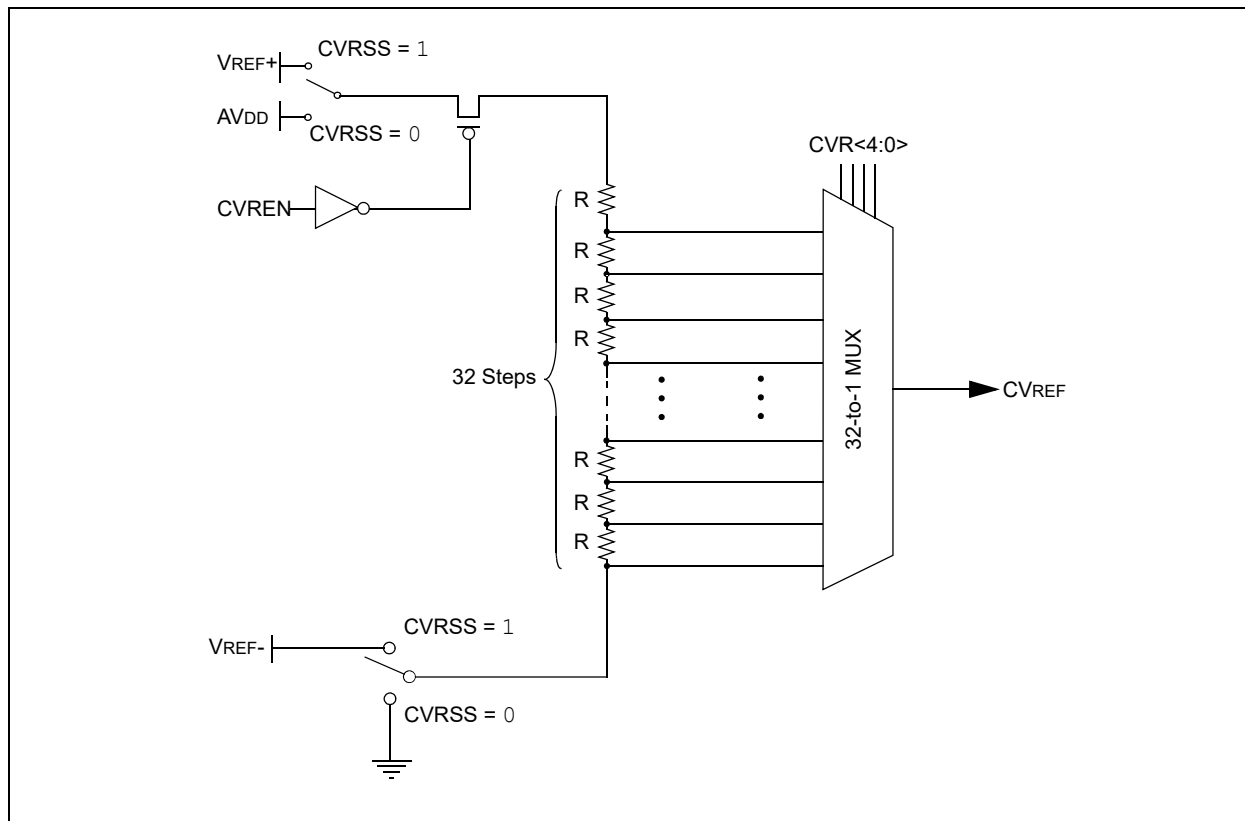 CVRSS = 1
VREF+
AVDD
CVRSS = 0
CVREN
CVR<4:0>
R
R
R
R
32 Steps
32-to-1 MUX
CVREF
R
R
R
CVRSS = 1
VREF-
CVRSS = 0